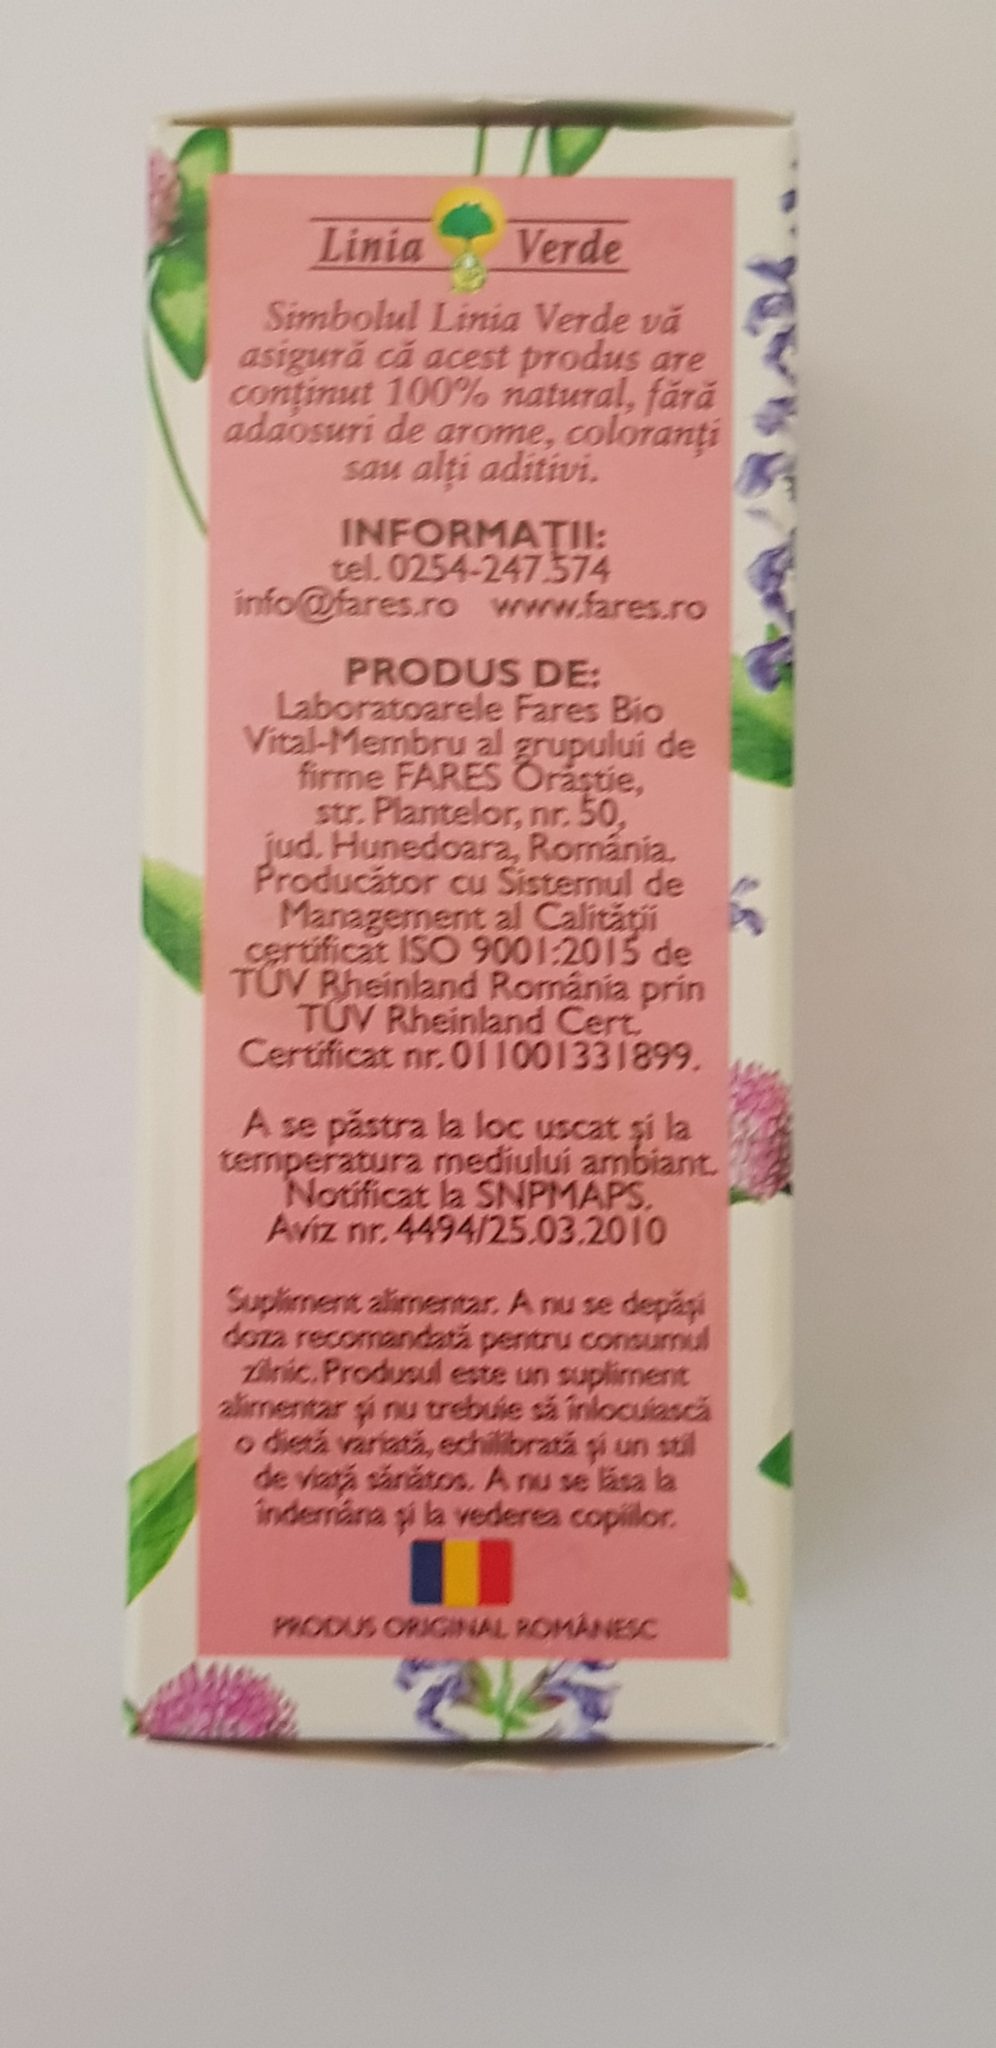 Linia Verde
Simbolul Linia Verde vă
asigură că acest produs are
conţinut 100% natural, fără
adaosuri de arome, coloranţi
sau alţi aditivi.
INFORMAŢII:
tel. 0254-247.574
info@fares.ro www.fares.ro
PRODUS DE:
Laboratoarele Fares Bio
Vital-Membru al grupului de
firme FARES Orăştie,
str. Plantelor, nr. 50,
jud. Hunedoara, România.
Producător cu Sistemul de
Management al Calităţii
certificat ISO 9001:2015 de
TÜV Rheinland România prin
TÜV Rheinland Cert.
Certificat nr. 011001331899.
A se păstra la loc uscat şi la
temperatura mediului ambiant.
Notificat la SNPMAPS.
Aviz nr. 4494/25.03.2010
Supliment alimentar. A nu se depăşi
doza recomandată pentru consumul
zilnic. Produsul este un supliment
alimentar şi nu trebuie să înlocuiască
o dietă variată, echilibrată şi un stil
de viaţă sănătos. A nu se lăsa la
îndemâna şi la vederea copiilor.
PRODUS ORIGINAL ROMÂNESC